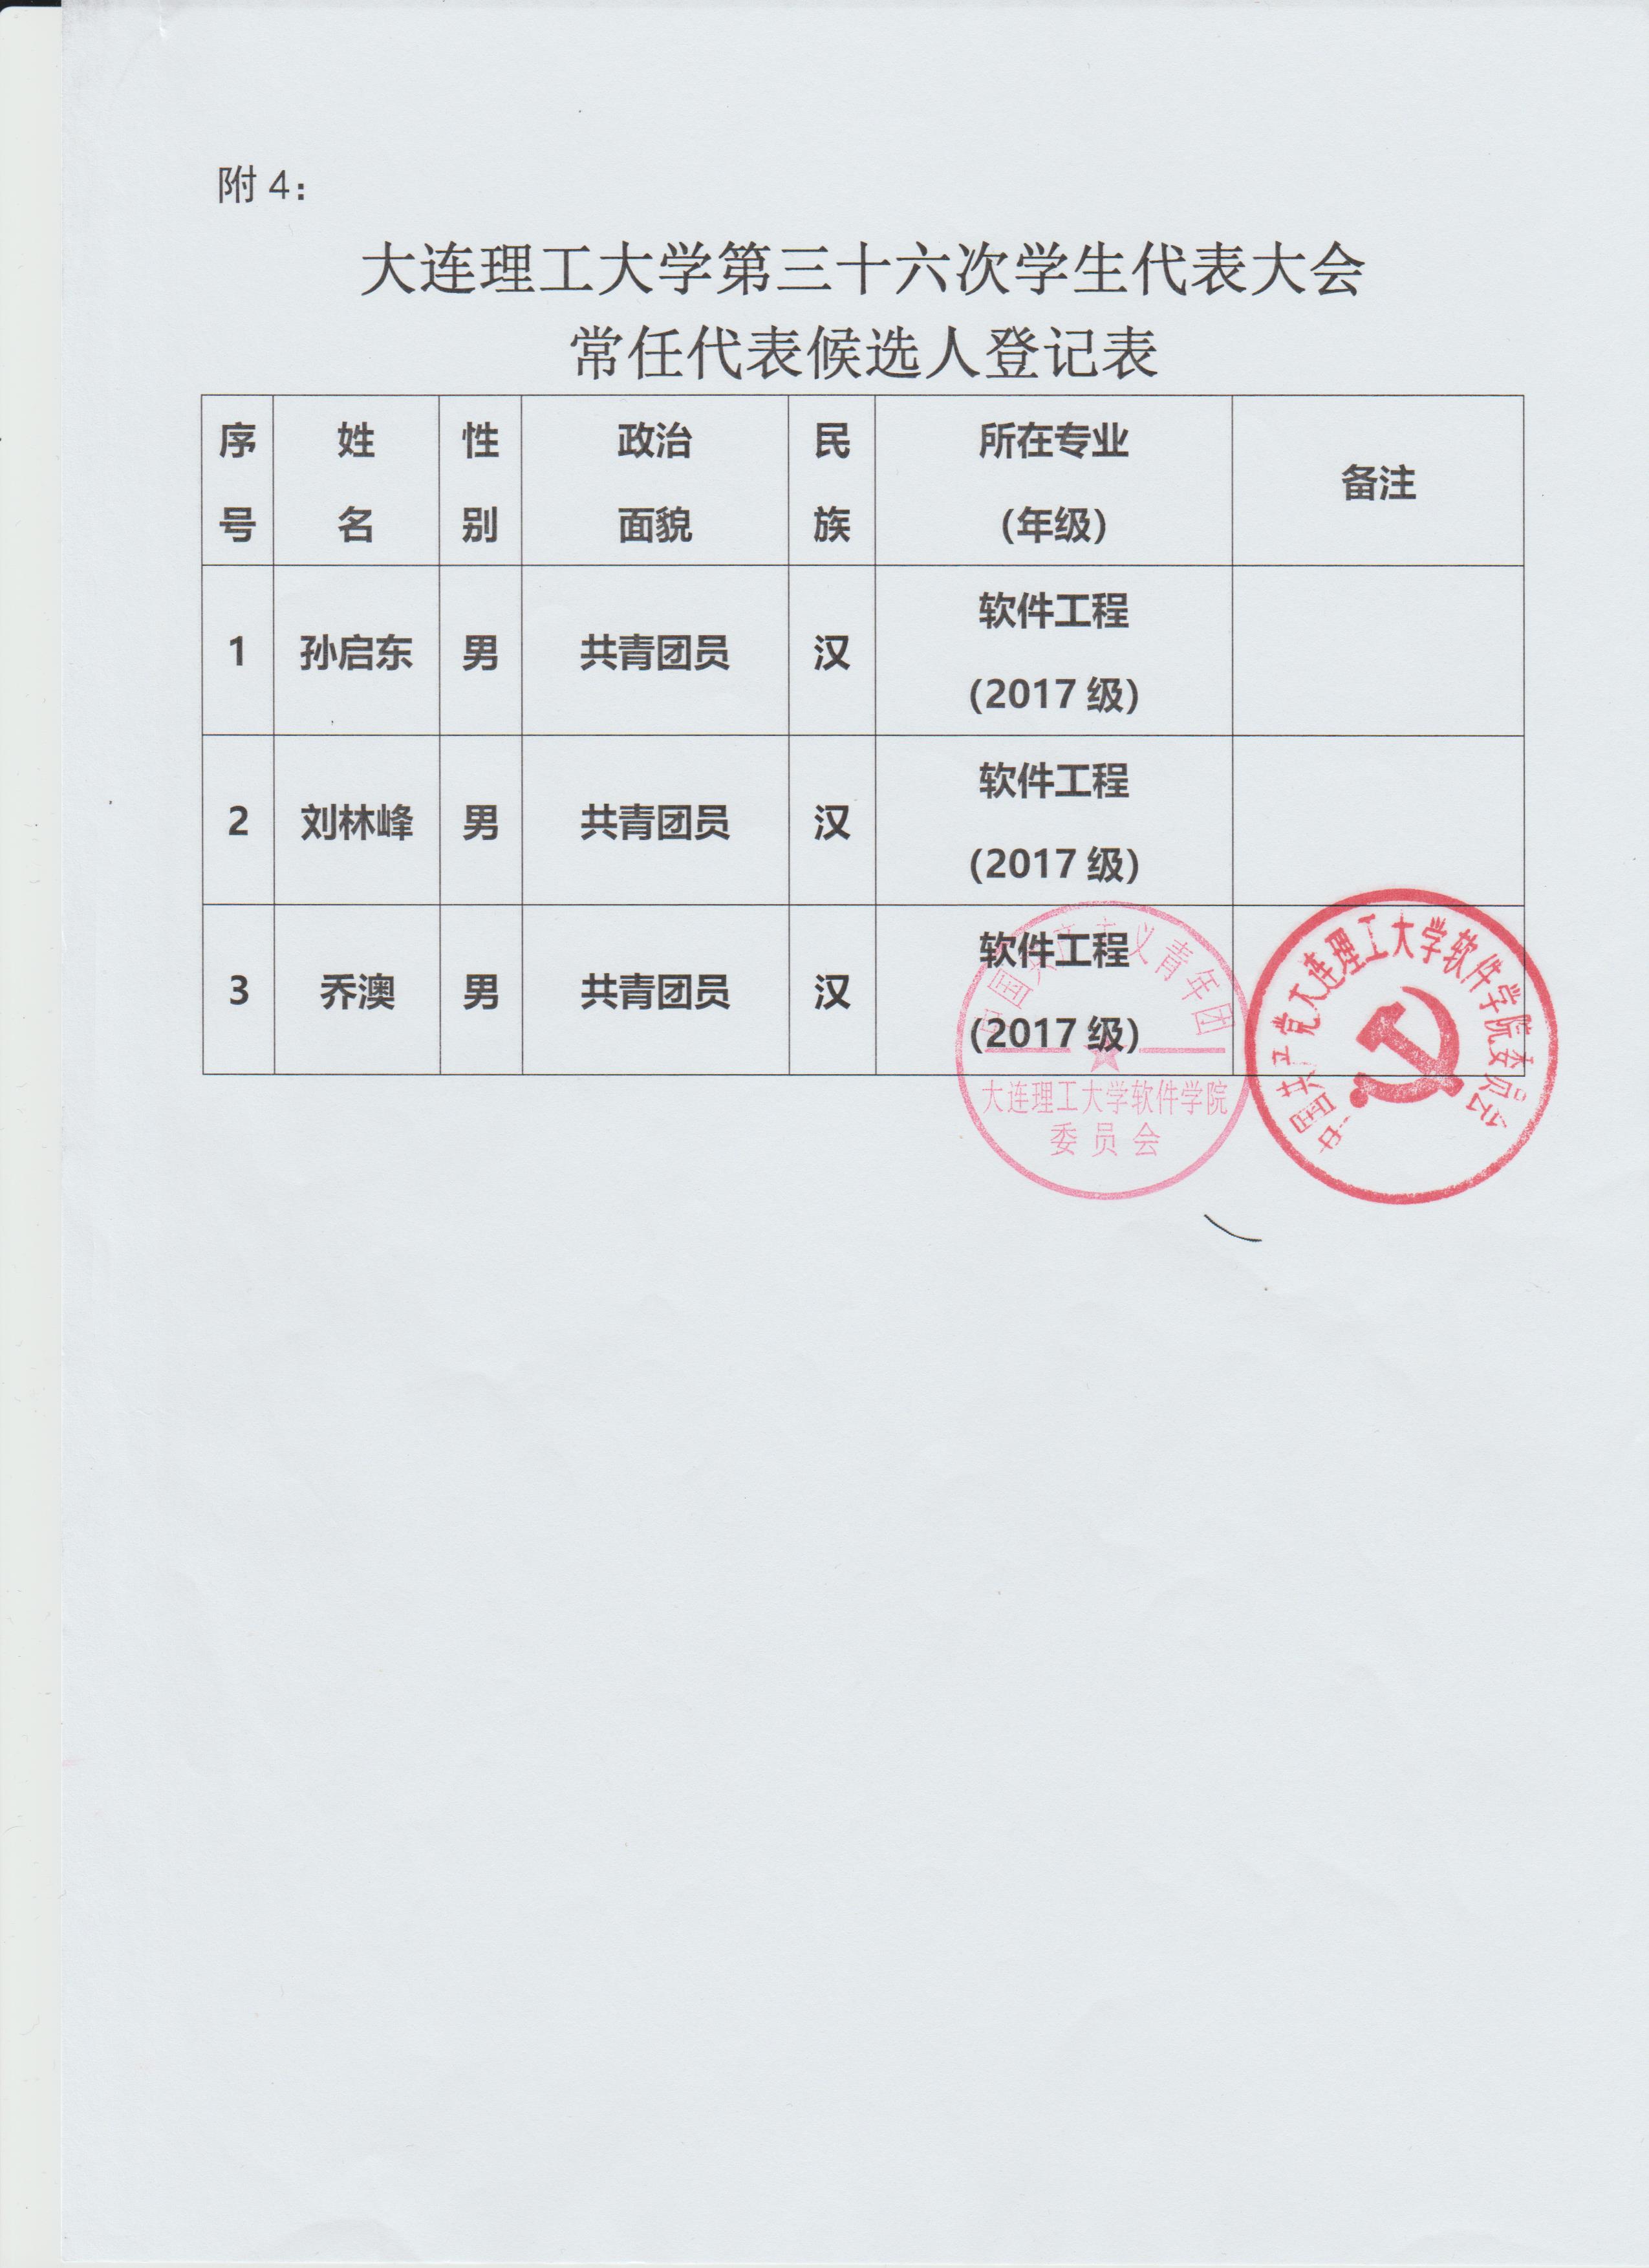 附 4：
大连理工大学第三十六次学生代表大会
常任代表候选人登记表
序号 姓名 性别 政治面貌 民族 所在专业（年级） 备注
1 孙启东 男 共青团员 汉 软件工程（2017 级）
2 刘林峰 男 共青团员 汉 软件工程（2017 级）
3 乔澳 男 共青团员 汉 软件工程（2017 级）
中国共产主义青年团
大连理工大学软件学院
委员会
中国共产党大连理工大学软件学院委员会